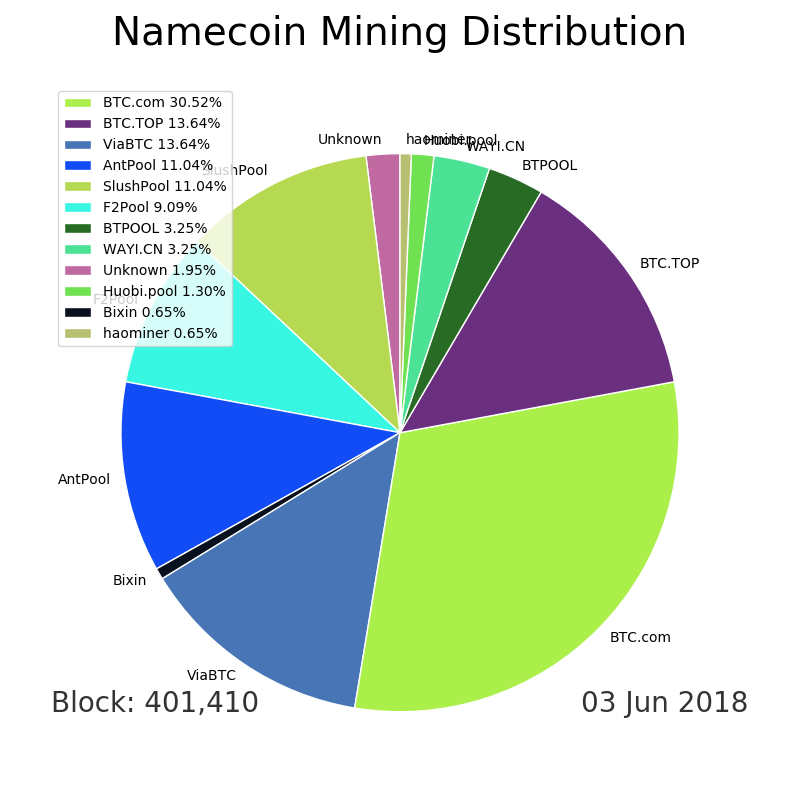 Namecoin Mining Distribution
BTC.com 30.52%
BTC.TOP 13.64%
ViaBTC 13.64%
AntPool 11.04%
SlushPool 11.04%
F2Pool 9.09%
BTPOOL 3.25%
WAYI.CN 3.25%
Unknown 1.95%
Huobi.pool 1.30%
Bixin 0.65%
haominer 0.65%
Unknown
haominer
Huobi.pool
WAYI.CN
BTPOOL
SlushPool
BTC.TOP
F2Pool
AntPool
Bixin
BTC.com
ViaBTC
Block: 401,410
03 Jun 2018